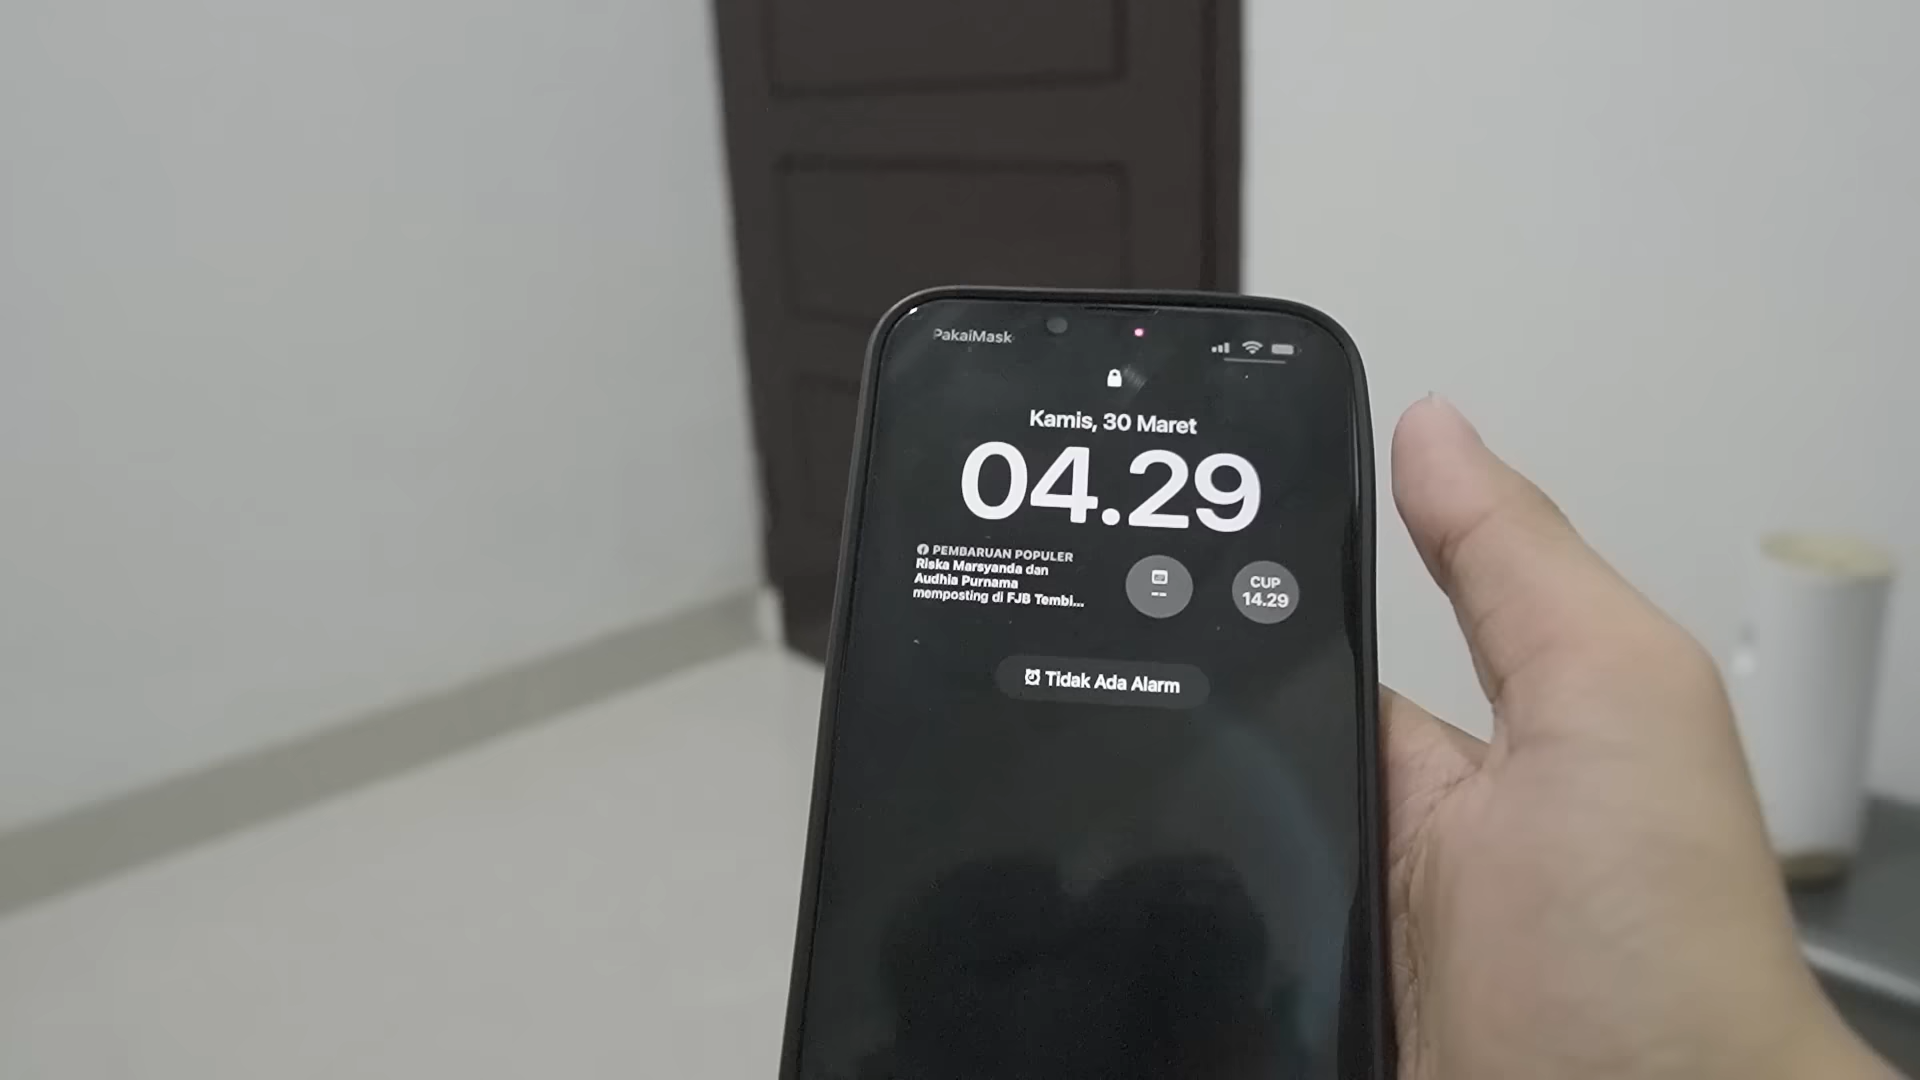 PakaiMask
Kamis, 30 Maret
04.29
PEMBARUAN POPULER
Riska Marsyanda dan
Audhia Purnama
memposting di FJB Tembi...
--
CUP
14.29
Tidak Ada Alarm